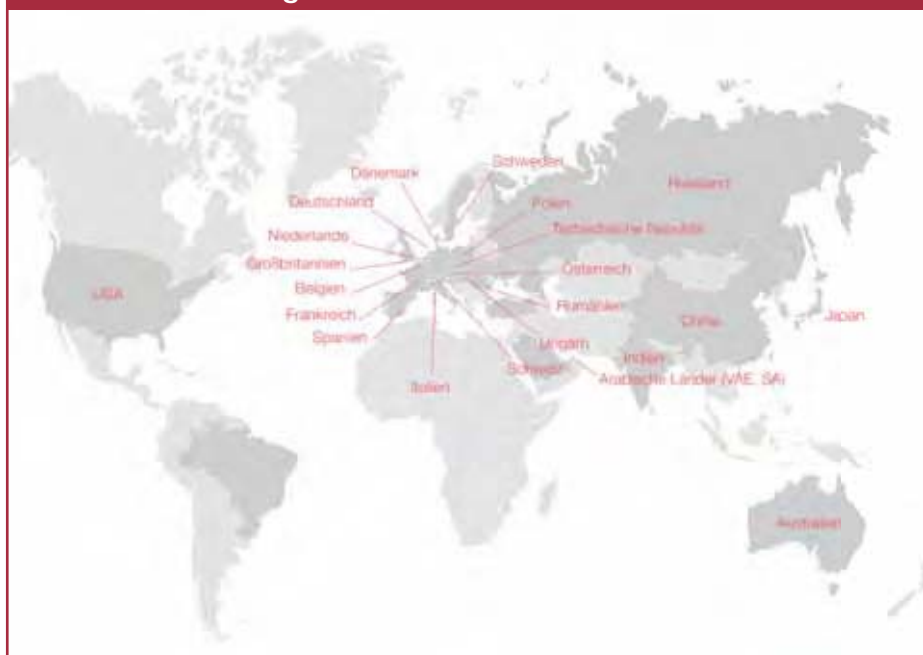 Schweden
Dänemark
Russland
Deutschland
Polen
Niederlande
Tschechische Republik
Großbritannien
Österreich
Belgien
USA
Rumänien
Frankreich
China
Japan
Spanien
Ungarn
Indien
Schweiz
Arabische Länder (VAE, SA)
Italien
Australien